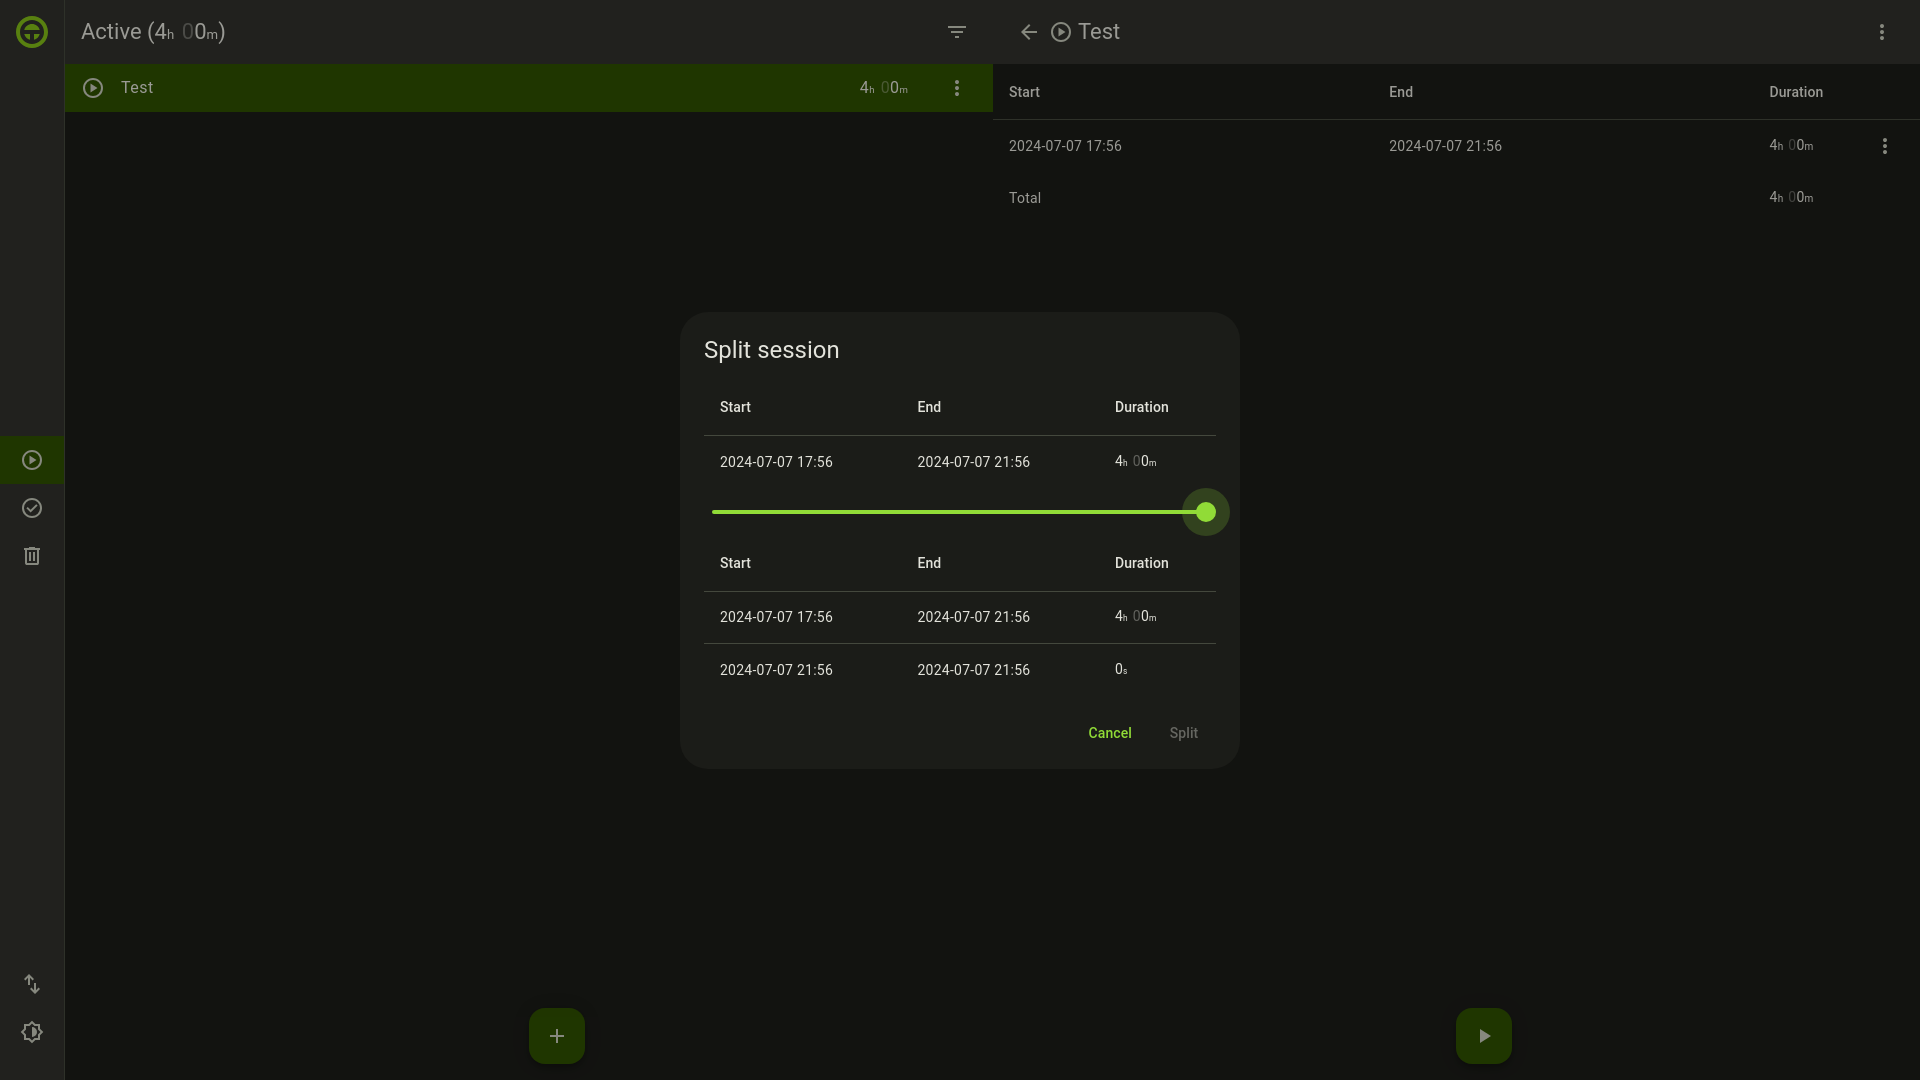 Active (4h 00m)
Test
Test
4h 00m
Start End Duration
2024-07-07 17:56 2024-07-07 21:56 4h 00m
Total 4h 00m
Split session
Start End Duration
2024-07-07 17:56 2024-07-07 21:56 4h 00m
Start End Duration
2024-07-07 17:56 2024-07-07 21:56 4h 00m
2024-07-07 21:56 2024-07-07 21:56 0s
Cancel Split